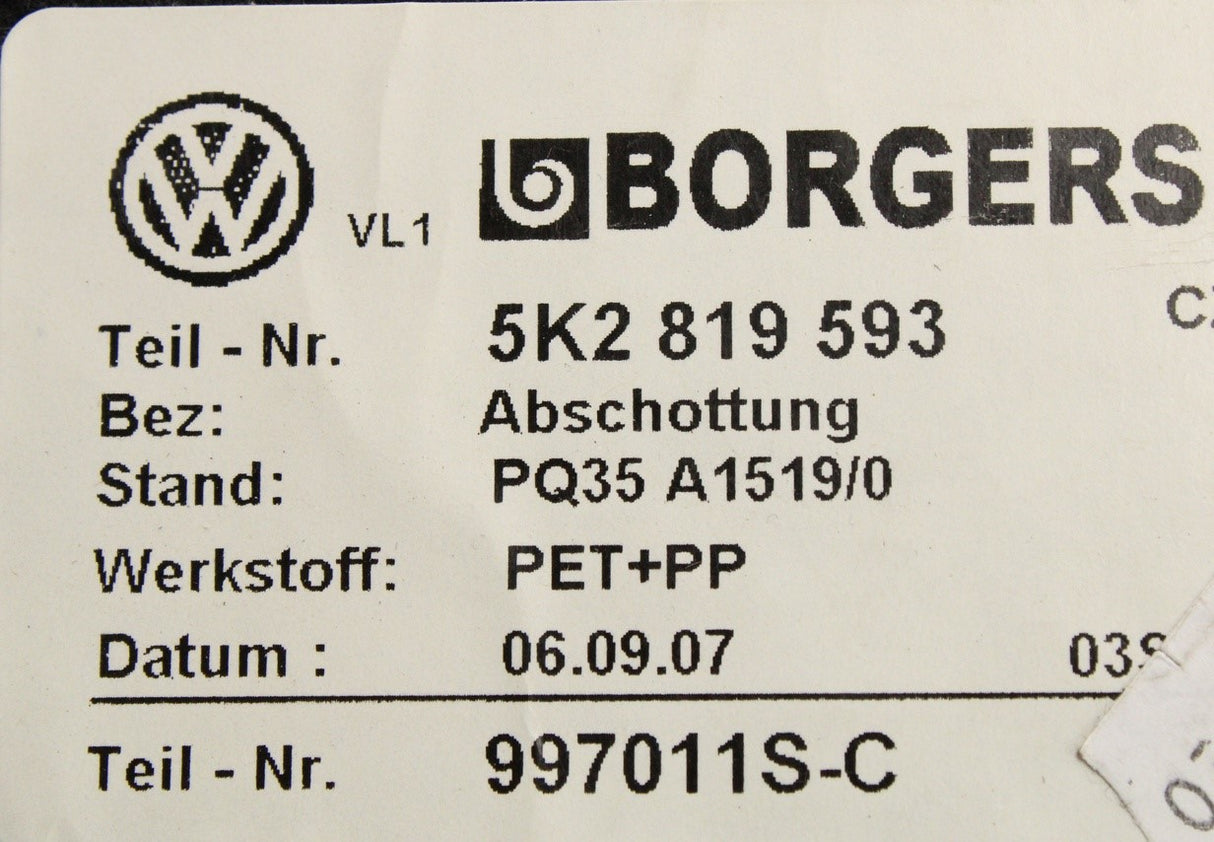 VL1 BORGERS
Teil - Nr. 5K2 819 593
Bez: Abschottung
Stand: PQ35 A1519/0
Werkstoff: PET+PP
Datum : 06.09.07
Teil - Nr. 997011S-C